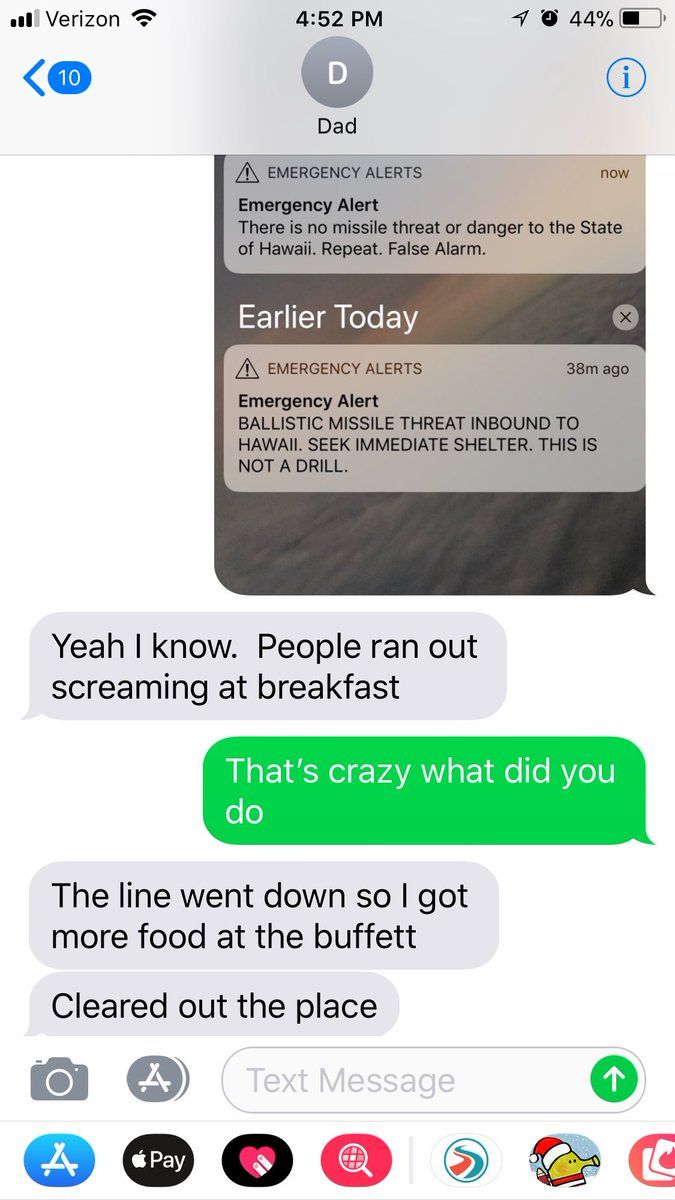 Verizon 4:52 PM 44%
10
D
Dad
EMERGENCY ALERTS now
Emergency Alert
There is no missile threat or danger to the State
of Hawaii. Repeat. False Alarm.
Earlier Today
EMERGENCY ALERTS 38m ago
Emergency Alert
BALLISTIC MISSILE THREAT INBOUND TO
HAWAII. SEEK IMMEDIATE SHELTER. THIS IS
NOT A DRILL.
Yeah I know.  People ran out
screaming at breakfast
That’s crazy what did you
do
The line went down so I got
more food at the buffett
Cleared out the place
Text Message
Pay